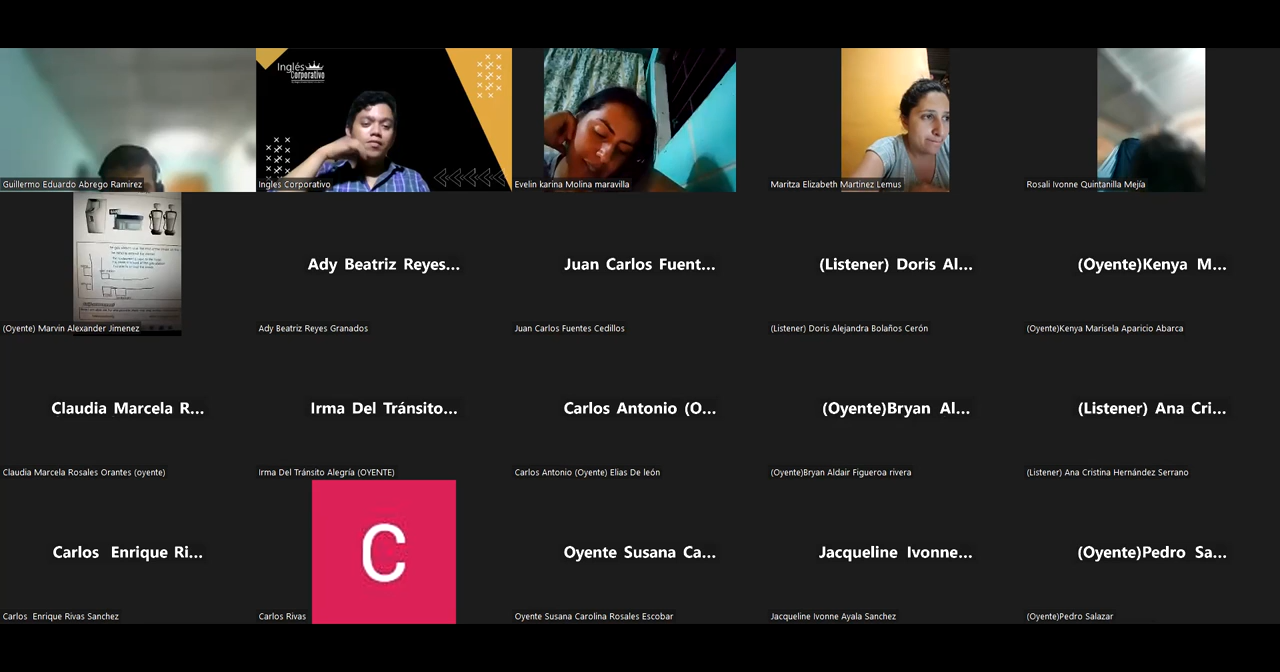 Inglés
Corporativo
Guillermo Eduardo Abrego Ramirez
Ingles Corporativo
Evelin karina Molina maravilla
Maritza Elizabeth Martínez Lemus
Rosali Ivonne Quintanilla Mejía
Ady Beatriz Reyes...
Juan Carlos Fuent...
(Listener) Doris Al...
(Oyente)Kenya M...
(Oyente) Marvin Alexander Jimenez
Ady Beatriz Reyes Granados
Juan Carlos Fuentes Cedillos
(Listener) Doris Alejandra Bolaños Cerón
(Oyente)Kenya Marisela Aparicio Abarca
Claudia Marcela R...
Irma Del Tránsito...
Carlos Antonio (O...
(Oyente)Bryan Al...
(Listener) Ana Cri...
Claudia Marcela Rosales Orantes (oyente)
Irma Del Tránsito Alegría (OYENTE)
Carlos Antonio (Oyente) Elias De león
(Oyente)Bryan Aldair Figueroa rivera
(Listener) Ana Cristina Hernández Serrano
Carlos Enrique Ri...
C
Oyente Susana Ca...
Jacqueline Ivonne...
(Oyente)Pedro Sa...
Carlos Enrique Rivas Sanchez
Carlos Rivas
Oyente Susana Carolina Rosales Escobar
Jacqueline Ivonne Ayala Sanchez
(Oyente)Pedro Salazar